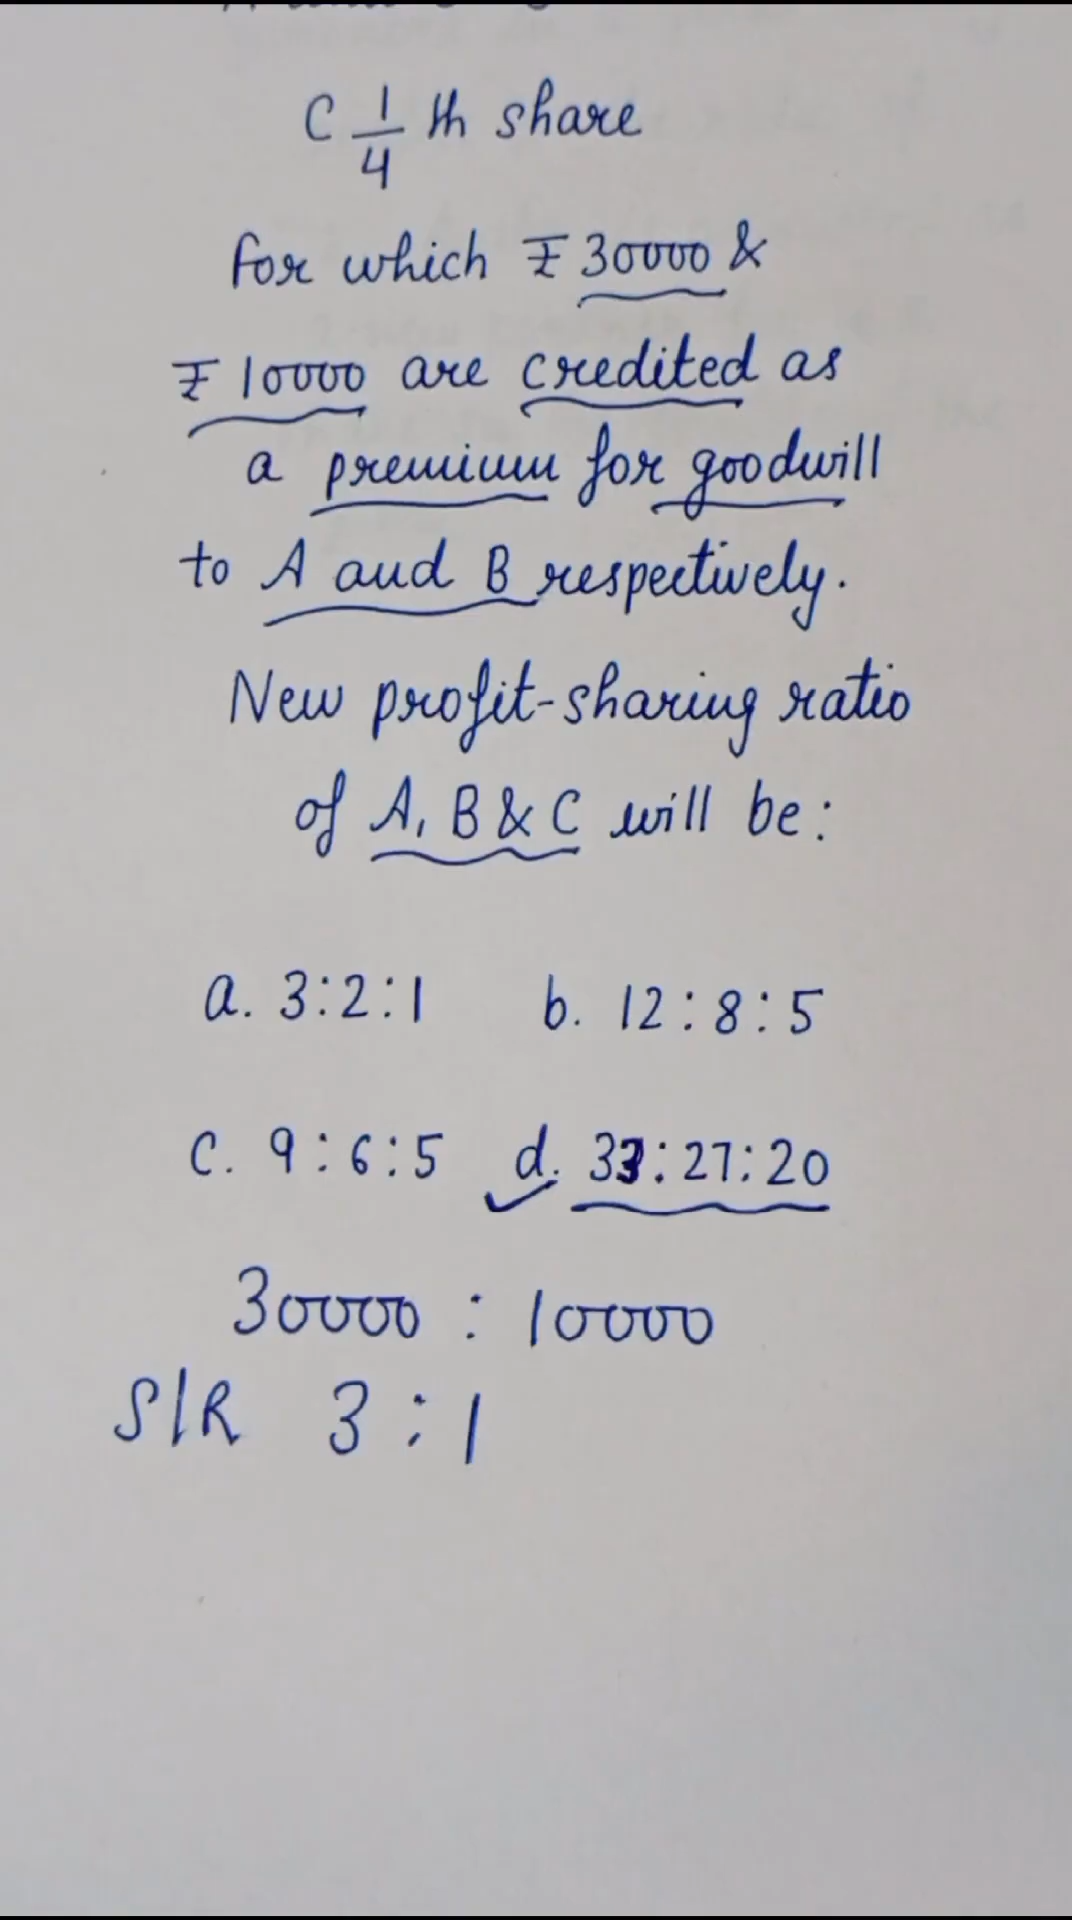 C 1/4 th share
for which ₹ 30000 &
₹ 10000 are credited as
a premium for goodwill
to A and B respectively.
New profit-sharing ratio
of A, B & C will be:
a. 3:2:1 b. 12:8:5
c. 9:6:5 d. 33:27:20
30000 : 10000
S/R 3:1